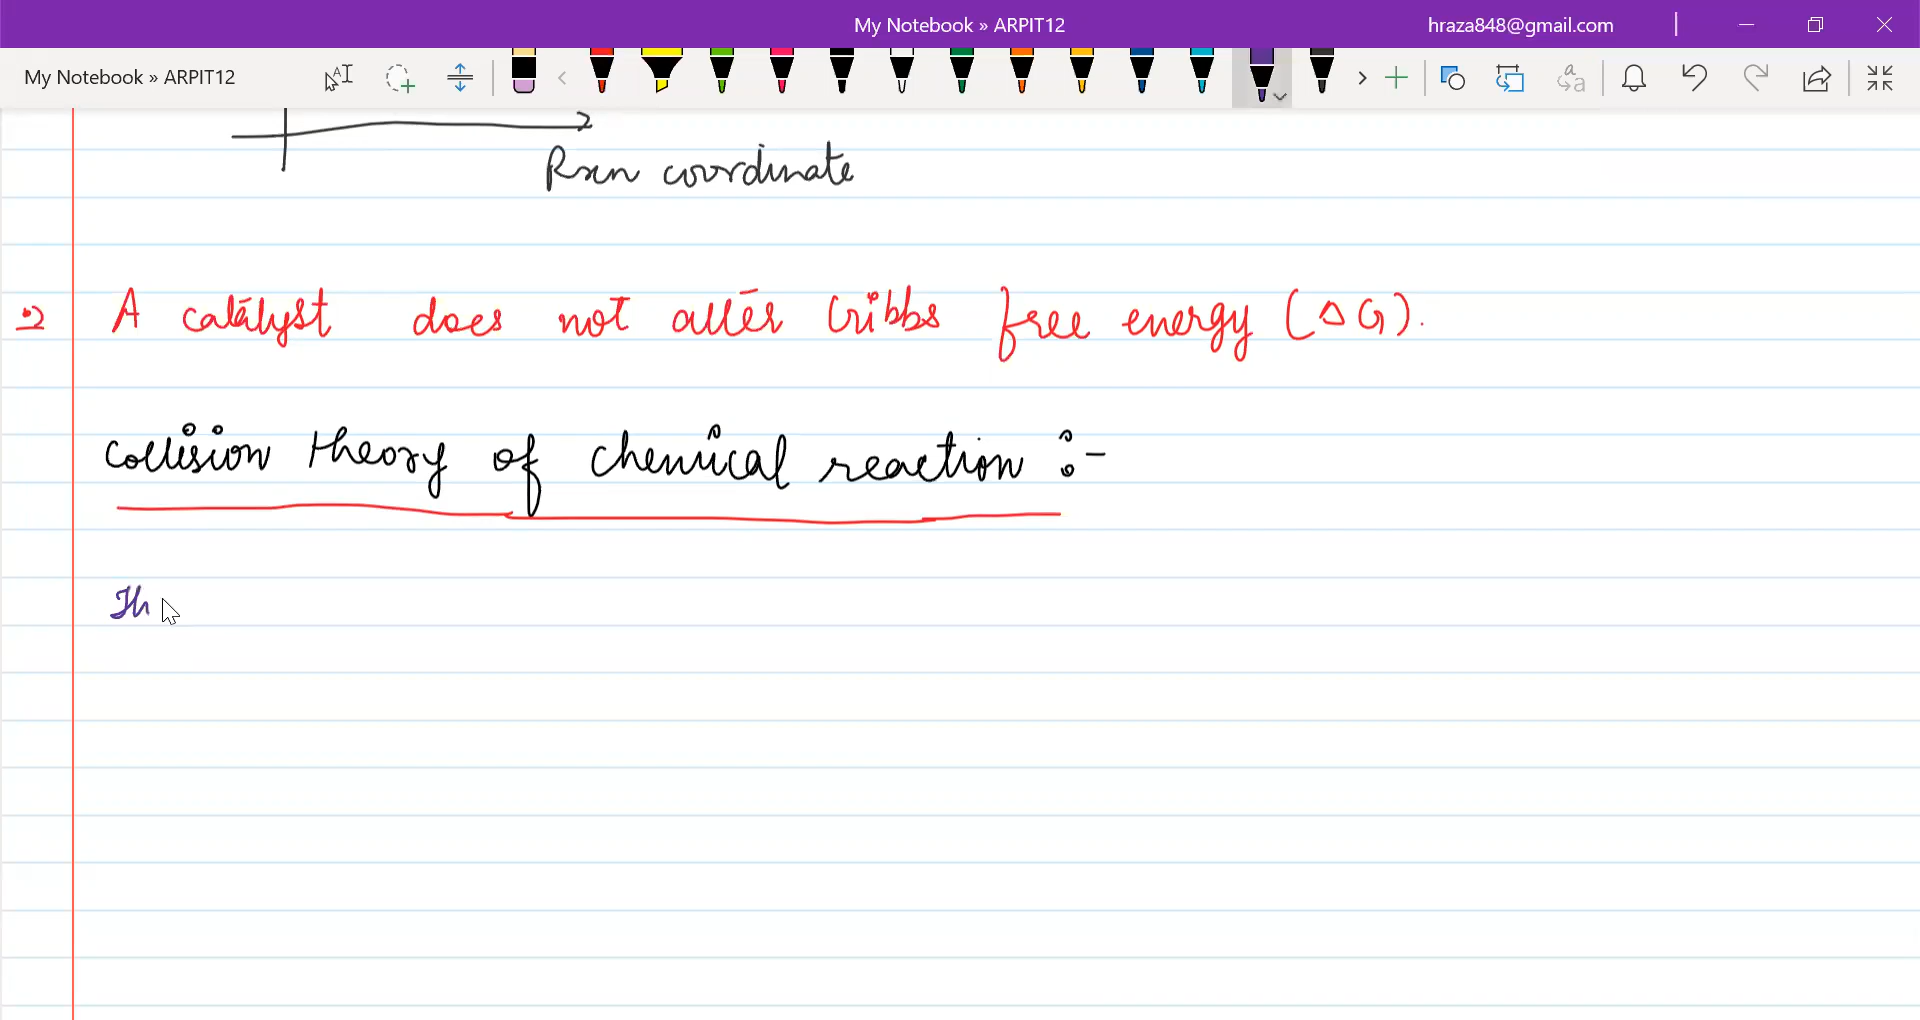 My Notebook » ARPIT12
hraza848@gmail.com
My Notebook » ARPIT12
Rxn coordinate
A catalyst does not alter Gibbs free energy (ΔG).
Collision theory of chemical reaction :-
Th